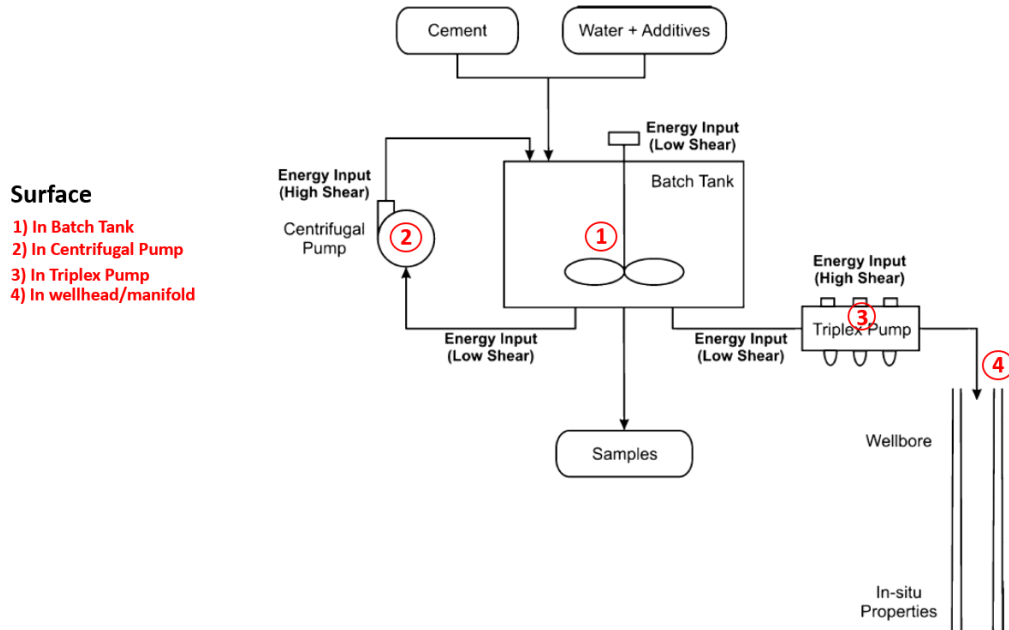 Cement
Water + Additives
Energy Input
(Low Shear)
Batch Tank
Energy Input
(High Shear)
Centrifugal
Pump
2
1
Surface
1) In Batch Tank
2) In Centrifugal Pump
3) In Triplex Pump
4) In wellhead/manifold
Energy Input
(High Shear)
3
Triplex Pump
Energy Input
(Low Shear)
Energy Input
(Low Shear)
4
Wellbore
Samples
In-situ
Properties